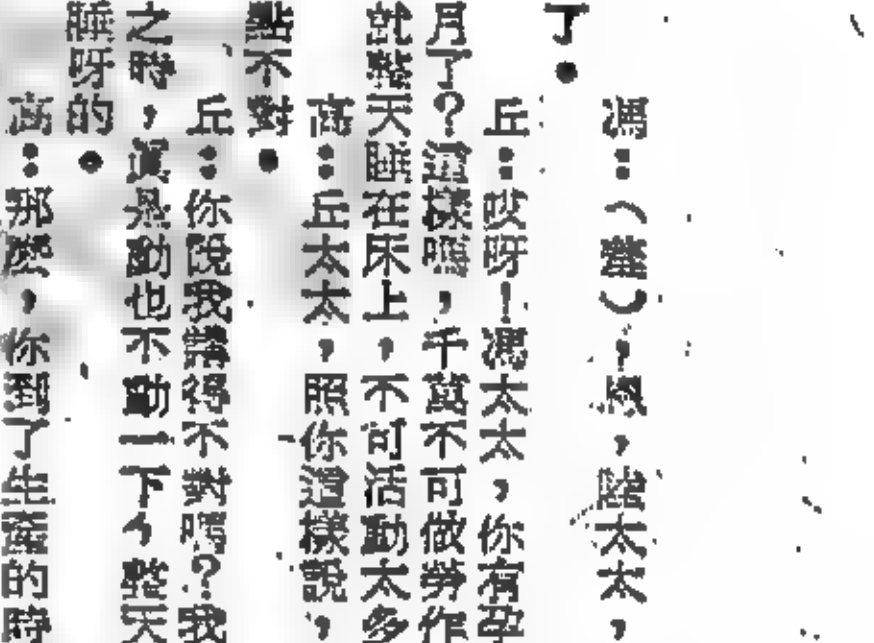 馮：（聲），鳳，陸太太，
了。
丘：哎呀！馮太太，你有孕
月了？這樣嗎，千萬不可做勞作
就整天睡在床上，不可活動太多
高：丘太太，照你這樣說，
點不對。
丘：你說我講得不對嗎？我
之時，眞是動也不動一下，整天
睡呀的。
高：那麽，你到了生產的時